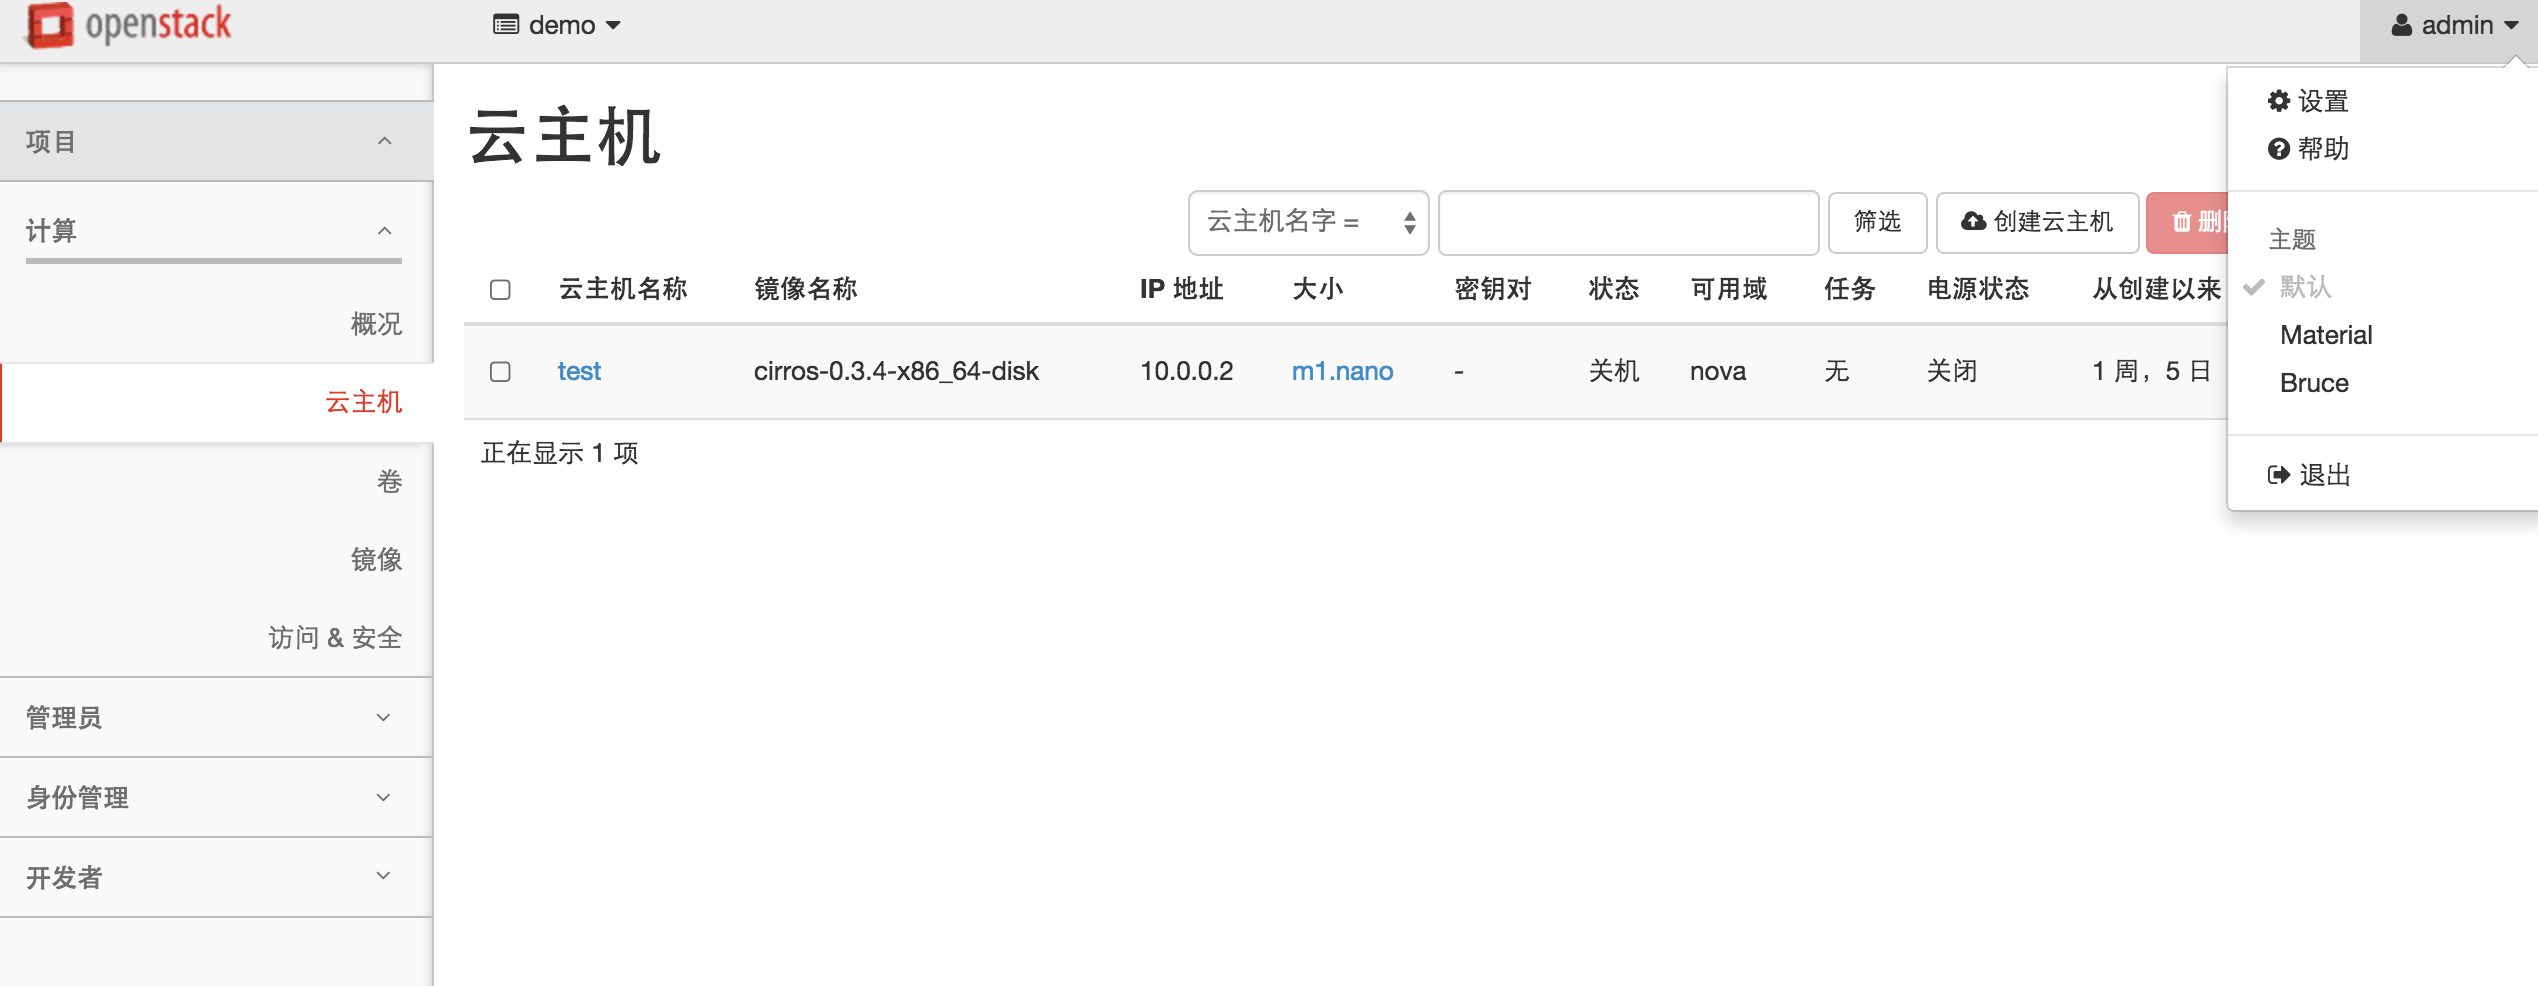 openstack
demo
admin
项目
计算
概况
云主机
卷
镜像
访问 & 安全
管理员
身份管理
开发者
云主机
云主机名字 =
筛选
创建云主机
云主机名称 镜像名称 IP 地址 大小 密钥对 状态 可用域 任务 电源状态 从创建以来
test cirros-0.3.4-x86_64-disk 10.0.0.2 m1.nano - 关机 nova 无 关闭 1 周，5 日
正在显示 1 项
设置
帮助
主题
默认
Material
Bruce
退出